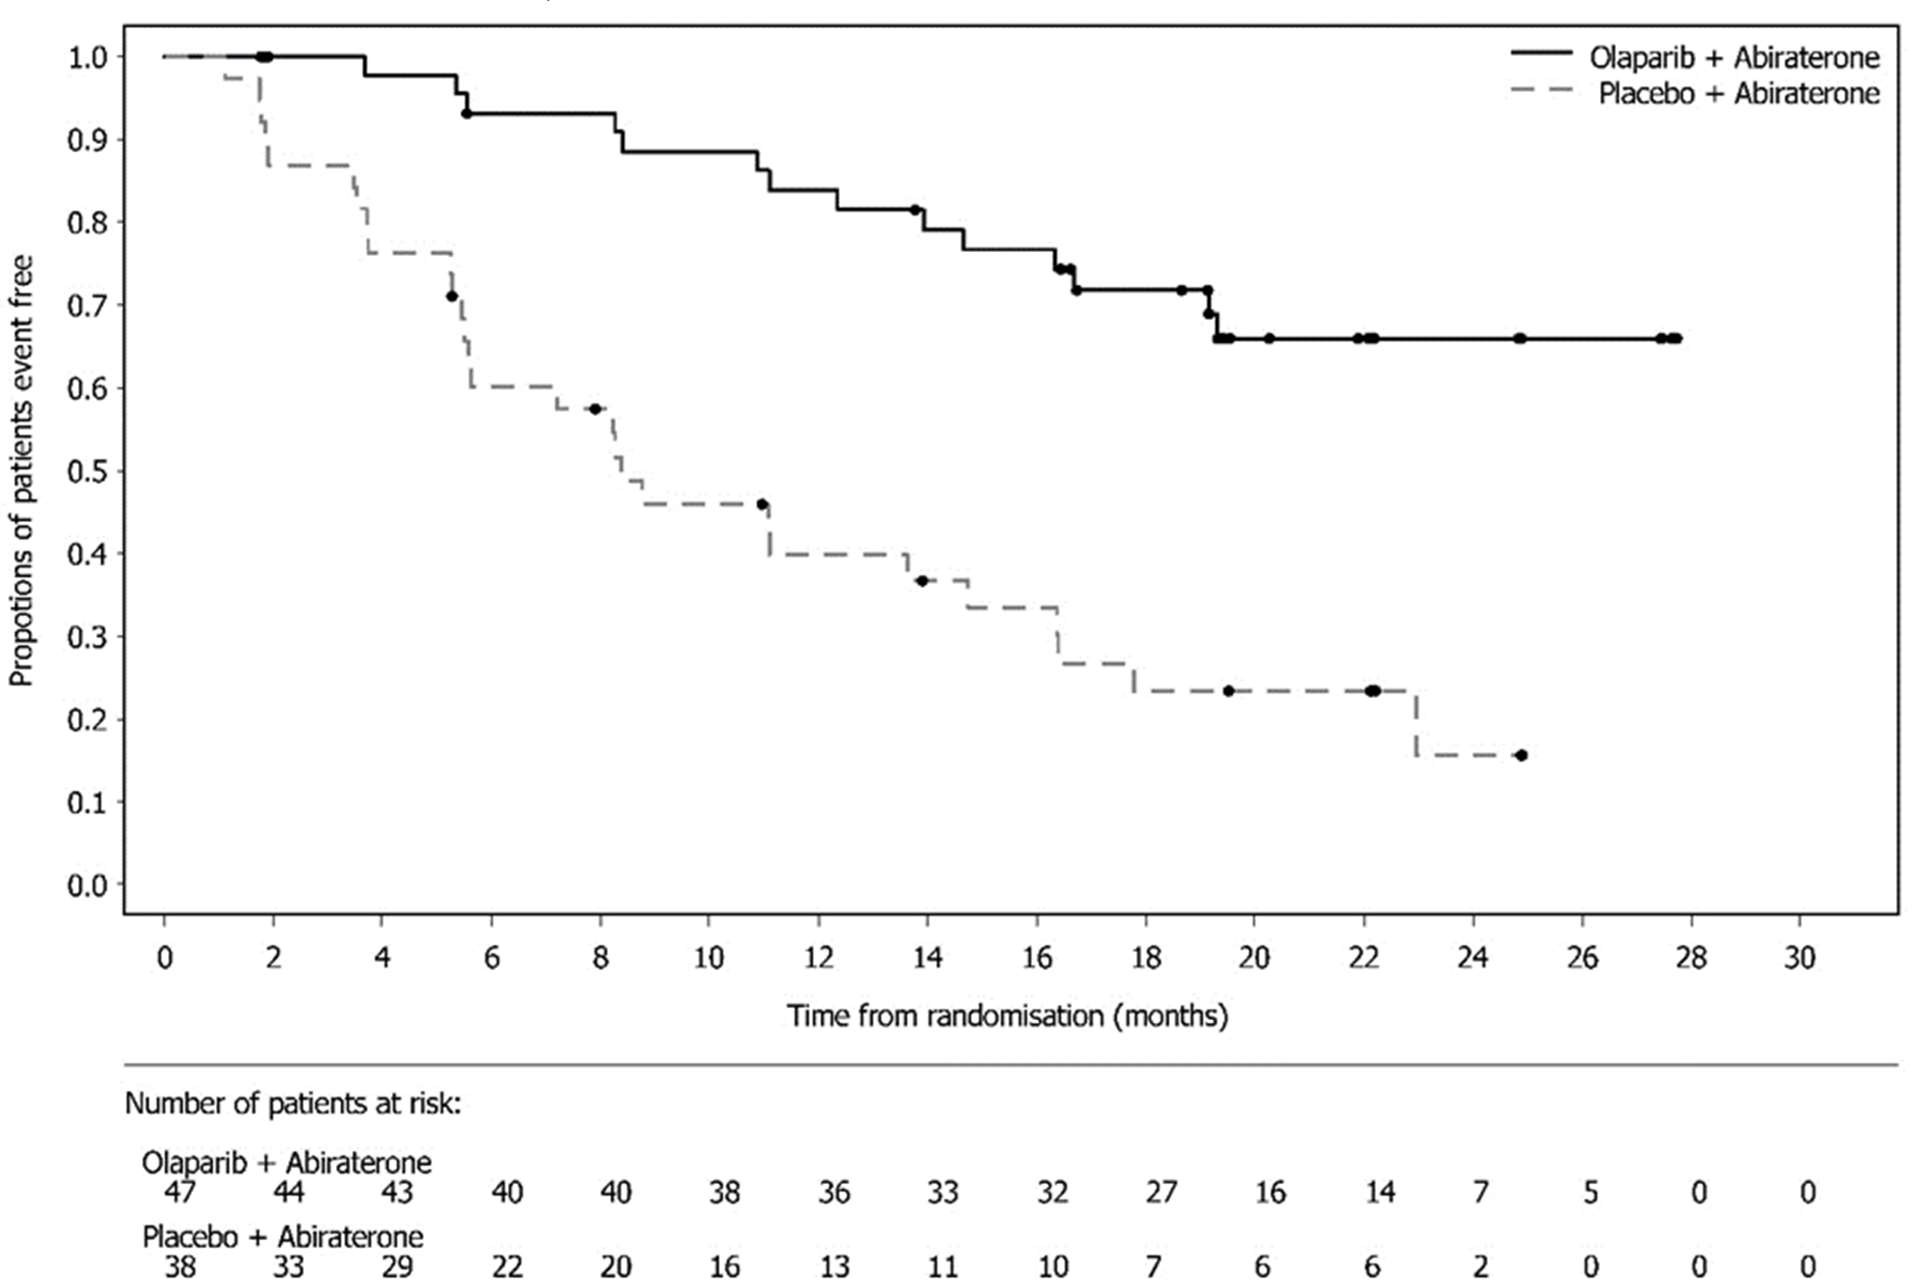 Olaparib + Abiraterone
Placebo + Abiraterone
Propotions of patients event free
1.0
0.9
0.8
0.7
0.6
0.5
0.4
0.3
0.2
0.1
0.0
0 2 4 6 8 10 12 14 16 18 20 22 24 26 28 30
Time from randomisation (months)
Number of patients at risk:
Olaparib + Abiraterone
47 44 43 40 40 38 36 33 32 27 16 14 7 5 0 0
Placebo + Abiraterone
38 33 29 22 20 16 13 11 10 7 6 6 2 0 0 0